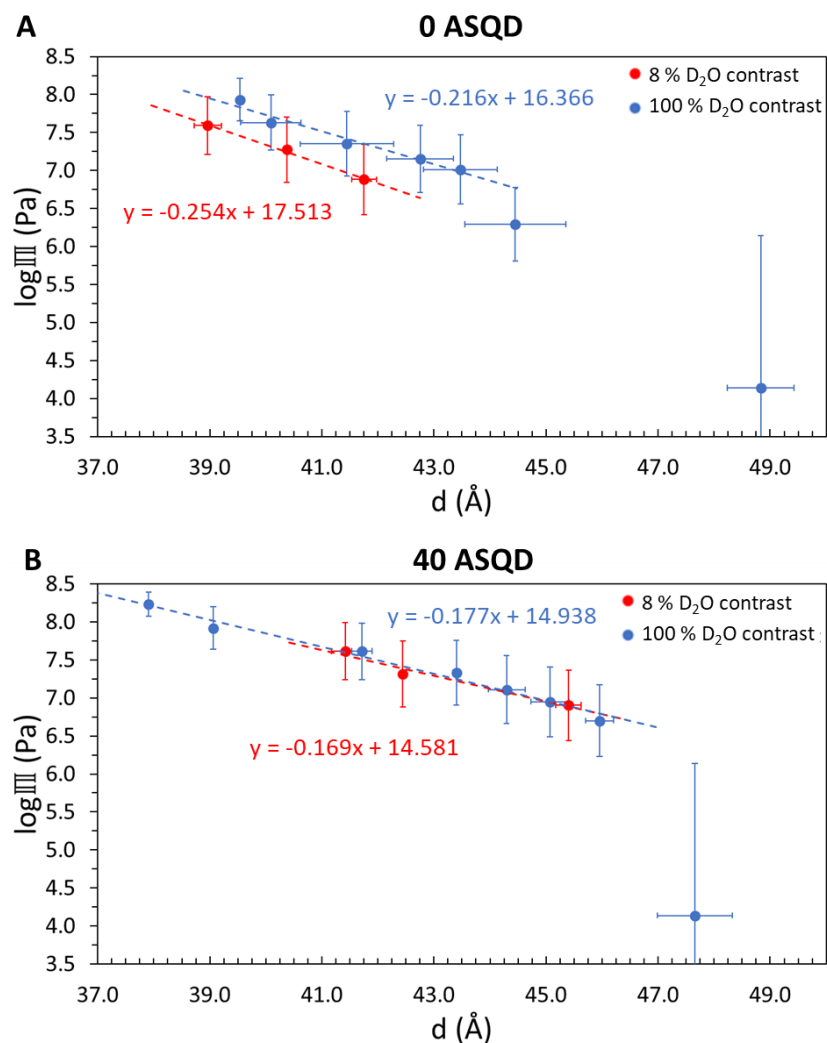 A
0 ASQD
8 % D₂O contrast
100 % D₂O contrast
y = -0.216x + 16.366
y = -0.254x + 17.513
log𝕀𝕀𝕀 (Pa)
8.5
8.0
7.5
7.0
6.5
6.0
5.5
5.0
4.5
4.0
3.5
37.0 39.0 41.0 43.0 45.0 47.0 49.0
d (Å)
B
40 ASQD
8 % D₂O contrast
100 % D₂O contrast :
y = -0.177x + 14.938
y = -0.169x + 14.581
log𝕀𝕀𝕀 (Pa)
8.5
8.0
7.5
7.0
6.5
6.0
5.5
5.0
4.5
4.0
3.5
37.0 39.0 41.0 43.0 45.0 47.0 49.0
d (Å)